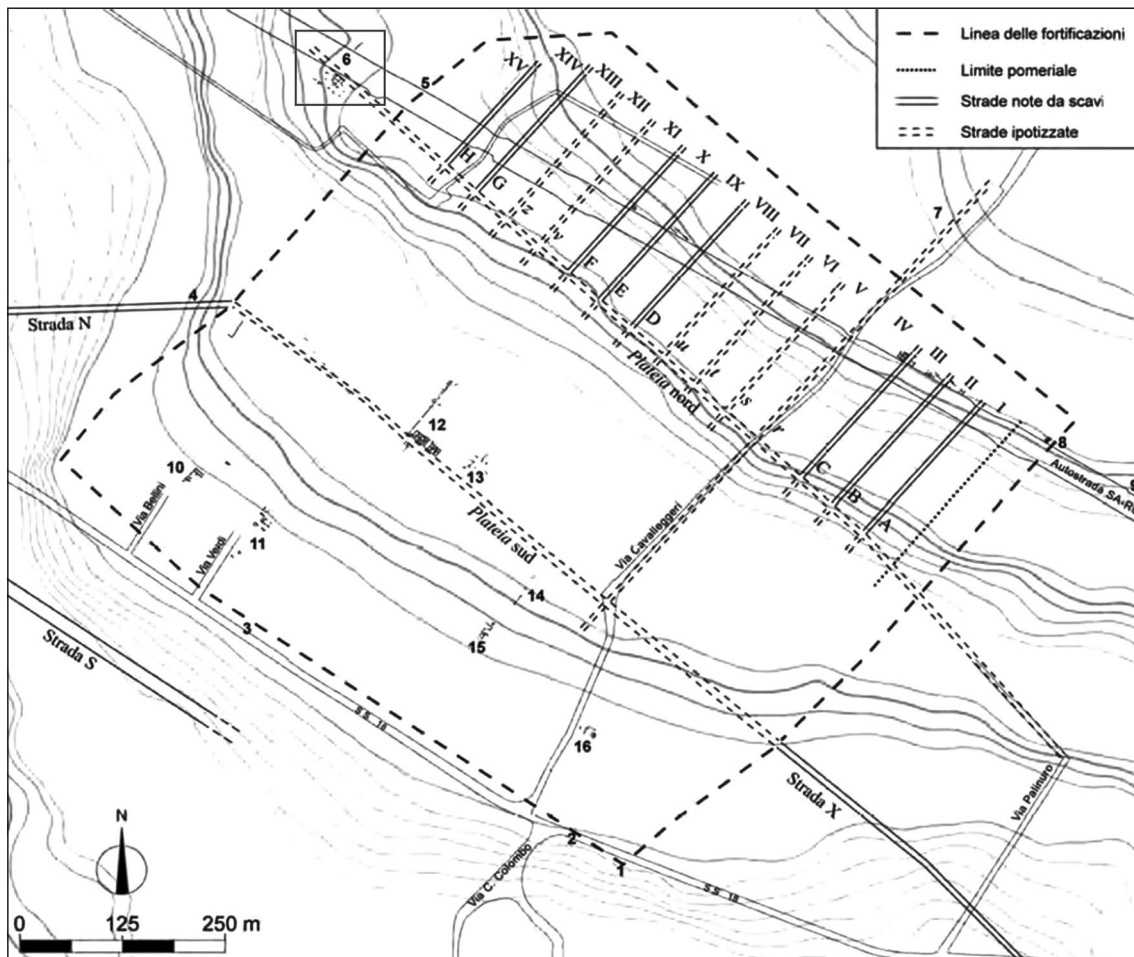 Linea delle fortificazioni
Limite pomeriale
Strade note da scavi
Strade ipotizzate
6
5
XV
XIV
XIII
XII
XI
X
IX
VIII
VII
VI
V
IV
III
II
I
7
H
G
z
v
F
E
D
u
s
r
C
B
A
Plateia nord
4
Strada N
8
9
Autostrada SA-R
12
13
Plateia sud
10
11
Via Bellini
Via Verdi
Via Cavalleggeri
14
15
3
Strada S
S S 18
16
Strada X
Via Palinuro
2
1
Via C. Colombo
S S 18
N
0 125 250 m